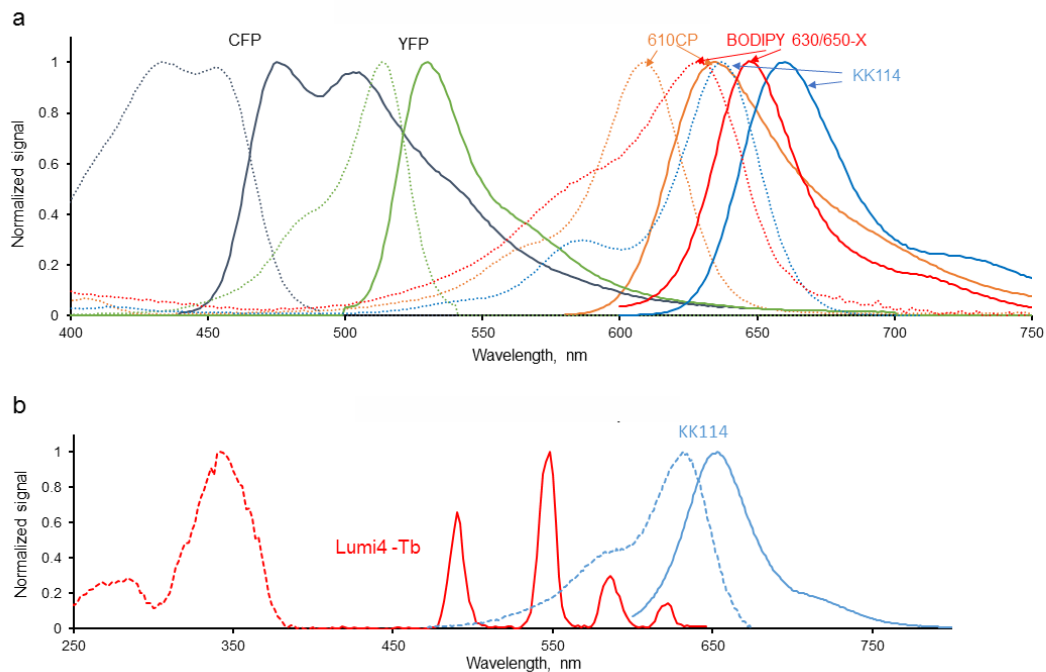 a
CFP
YFP
610CP
BODIPY 630/650-X
KK114
Normalized signal
1
0.8
0.6
0.4
0.2
0
400
450
500
550
600
650
700
750
Wavelength, nm
b
KK114
Lumi4 -Tb
Normalized signal
1
0.8
0.6
0.4
0.2
0
250
350
450
550
650
750
Wavelength, nm